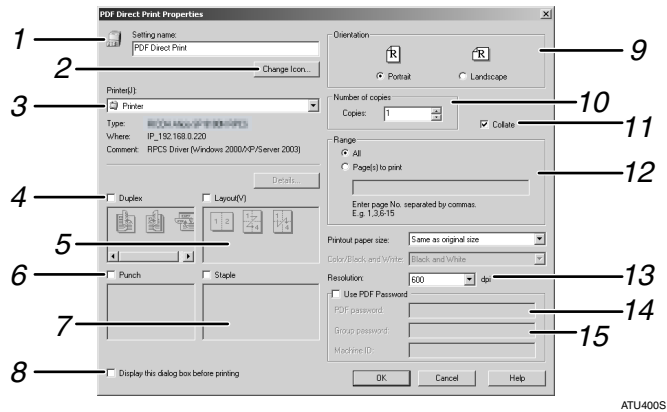 PDF Direct Print Properties
1
Setting name:
PDF Direct Print
2
Change Icon...
Printer(J):
3
Printer
Type:
Where: IP_192.168.0.220
Comment: RPCS Driver (Windows 2000/XP/Server 2003)
Details...
4
Duplex
Layout(V)
1 2
5
6
Punch
Staple
7
8
Display this dialog box before printing
Orientation
R R
9
Portrait Landscape
Number of copies
10
Copies: 1
Collate
11
Range
All
Page(s) to print
12
Enter page No. separated by commas.
E.g. 1,3,6-15
Printout paper size: Same as original size
Color/Black and White: Black and White
Resolution: 600 dpi
13
Use PDF Password
PDF password:
14
Group password:
15
Machine ID:
OK Cancel Help
ATU400S